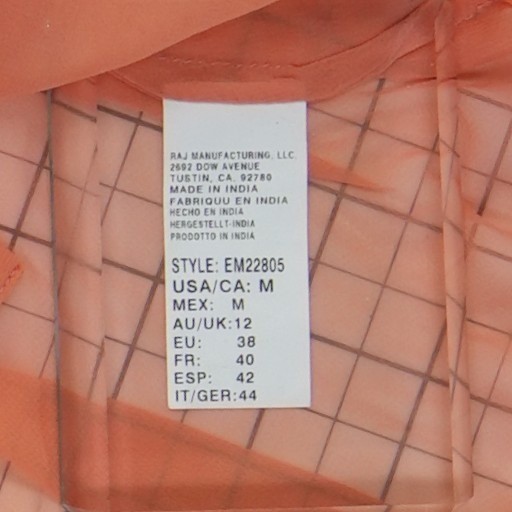 RAJ MANUFACTURING, LLC.
2692 DOW AVENUE
TUSTIN, CA. 92780
MADE IN INDIA
FABRIQUU EN INDIA
HECHO EN INDIA
HERGESTELLT-INDIA
PRODOTTO IN INDIA
STYLE: EM22805
USA/CA: M
MEX: M
AU/UK:12
EU: 38
FR: 40
ESP: 42
IT/GER:44